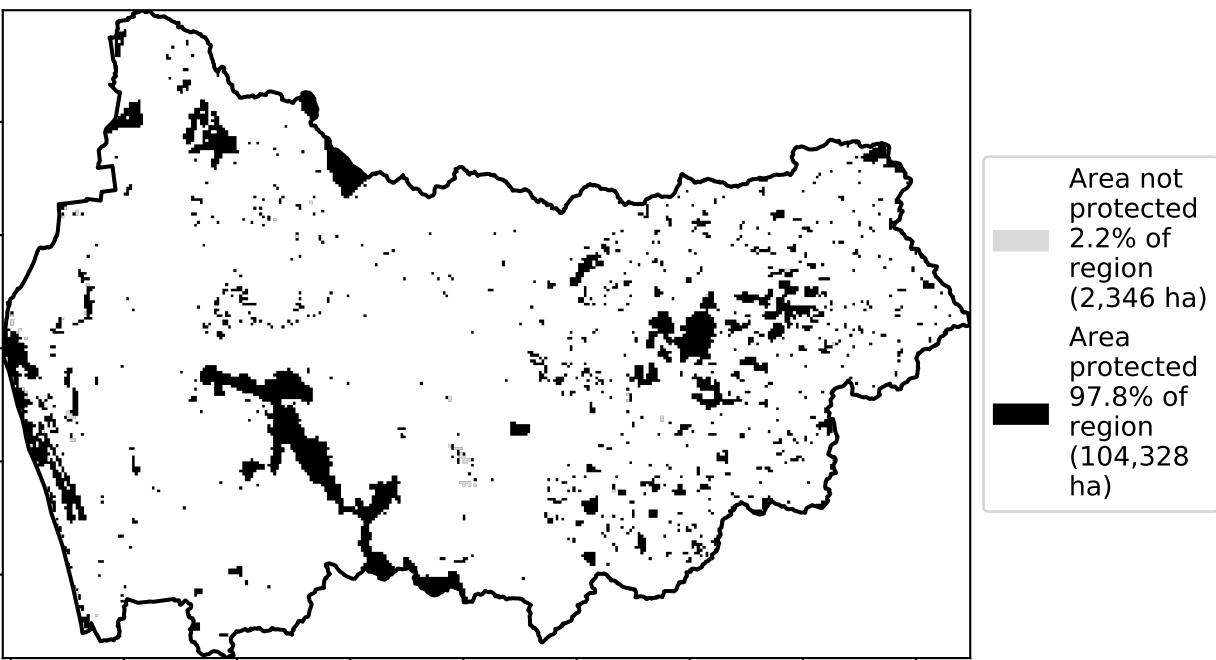 Area not
protected
2.2% of
region
(2,346 ha)
Area
protected
97.8% of
region
(104,328
ha)